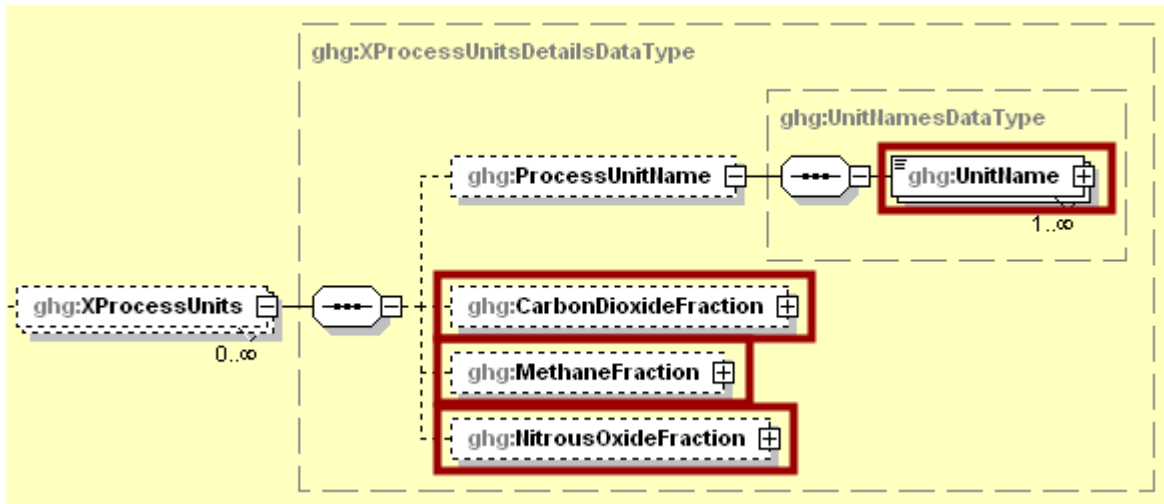 ghg:XProcessUnitsDetailsDataType
ghg:UnitNamesDataType
ghg:ProcessUnitName
ghg:UnitName
1..∞
ghg:CarbonDioxideFraction
ghg:XProcessUnits
0..∞
ghg:MethaneFraction
ghg:NitrousOxideFraction